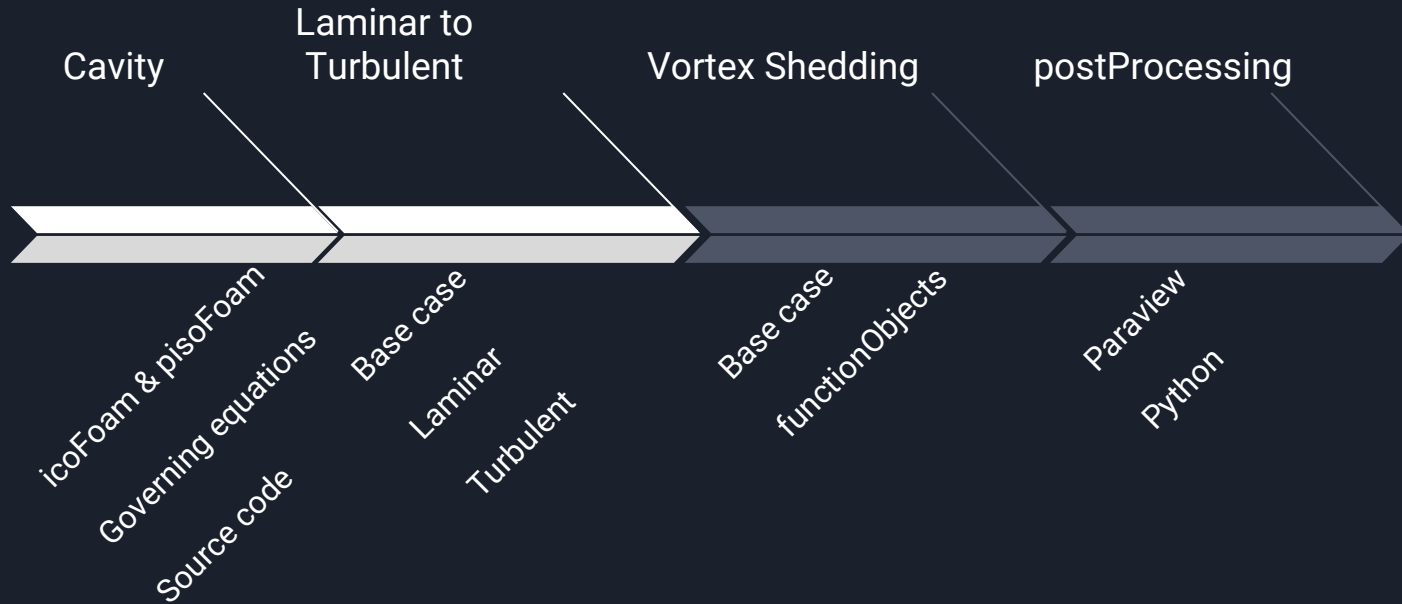 Cavity
Laminar to
Turbulent
Vortex Shedding
postProcessing
icoFoam & pisoFoam
Governing equations
Source code
Base case
Laminar
Turbulent
Base case
functionObjects
Paraview
Python